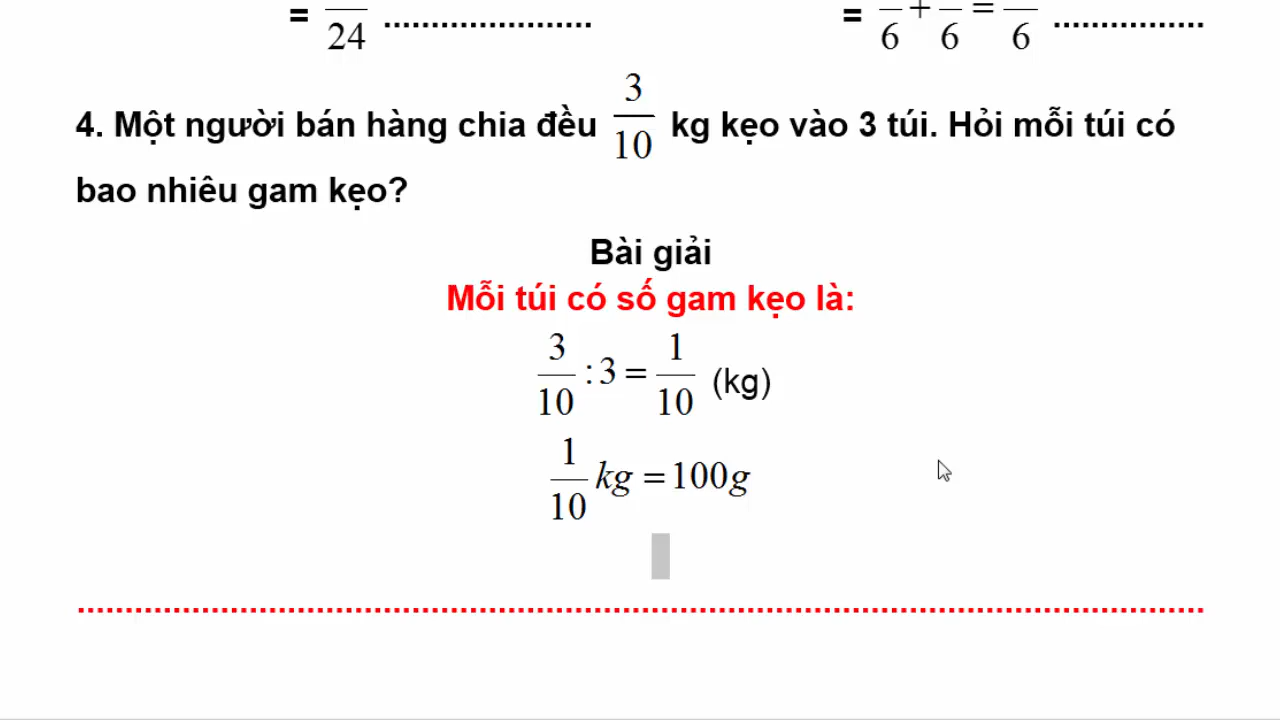 = /24 ...................... = /6 + /6 = /6 ................
4. Một người bán hàng chia đều 3/10 kg kẹo vào 3 túi. Hỏi mỗi túi có
bao nhiêu gam kẹo?
Bài giải
Mỗi túi có số gam kẹo là:
3/10 : 3 = 1/10 (kg)
1/10 kg = 100g